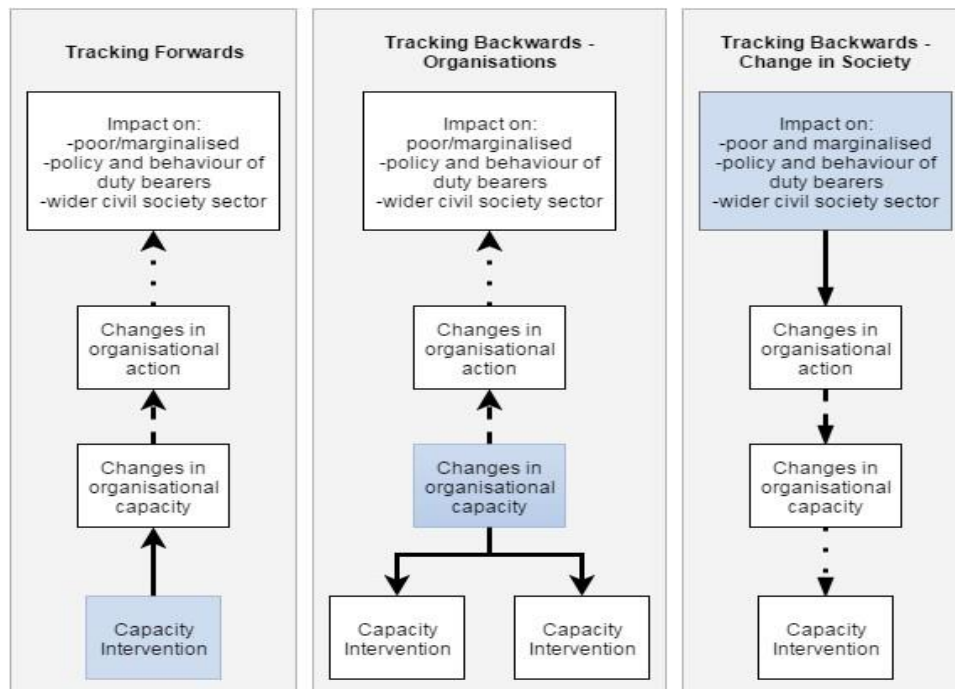 Tracking Forwards
Impact on:
-poor/marginalised
-policy and behaviour of
duty bearers
-wider civil society sector
Changes in
organisational
action
Changes in
organisational
capacity
Capacity
Intervention
Tracking Backwards -
Organisations
Impact on:
poor/marginalised
-policy and behaviour of
duty bearers
-wider civil society sector
Changes in
organisational
action
Changes in
organisational
capacity
Capacity
Intervention
Capacity
Intervention
Tracking Backwards -
Change in Society
Impact on:
-poor and marginalised
-policy and behaviour of
duty bearers
-wider civil society sector
Changes in
organisational
action
Changes in
organisational
capacity
Capacity
Intervention